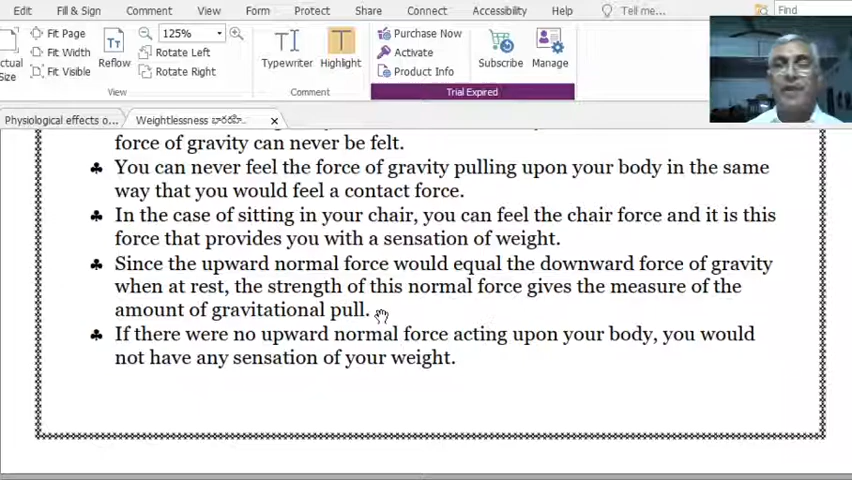 Edit Fill & Sign Comment View Form Protect Share Connect Accessibility Help Tell me... Find
Fit Page 125% Purchase Now
Rotate Left
Fit Width Activate
Size Fit Visible Reflow Rotate Right Typewriter Highlight Product Info Subscribe Manage
View Comment Trial Expired
Physiological effects o... Weightlessness
force of gravity can never be felt.
You can never feel the force of gravity pulling upon your body in the same
way that you would feel a contact force.
In the case of sitting in your chair, you can feel the chair force and it is this
force that provides you with a sensation of weight.
Since the upward normal force would equal the downward force of gravity
when at rest, the strength of this normal force gives the measure of the
amount of gravitational pull.
If there were no upward normal force acting upon your body, you would
not have any sensation of your weight.